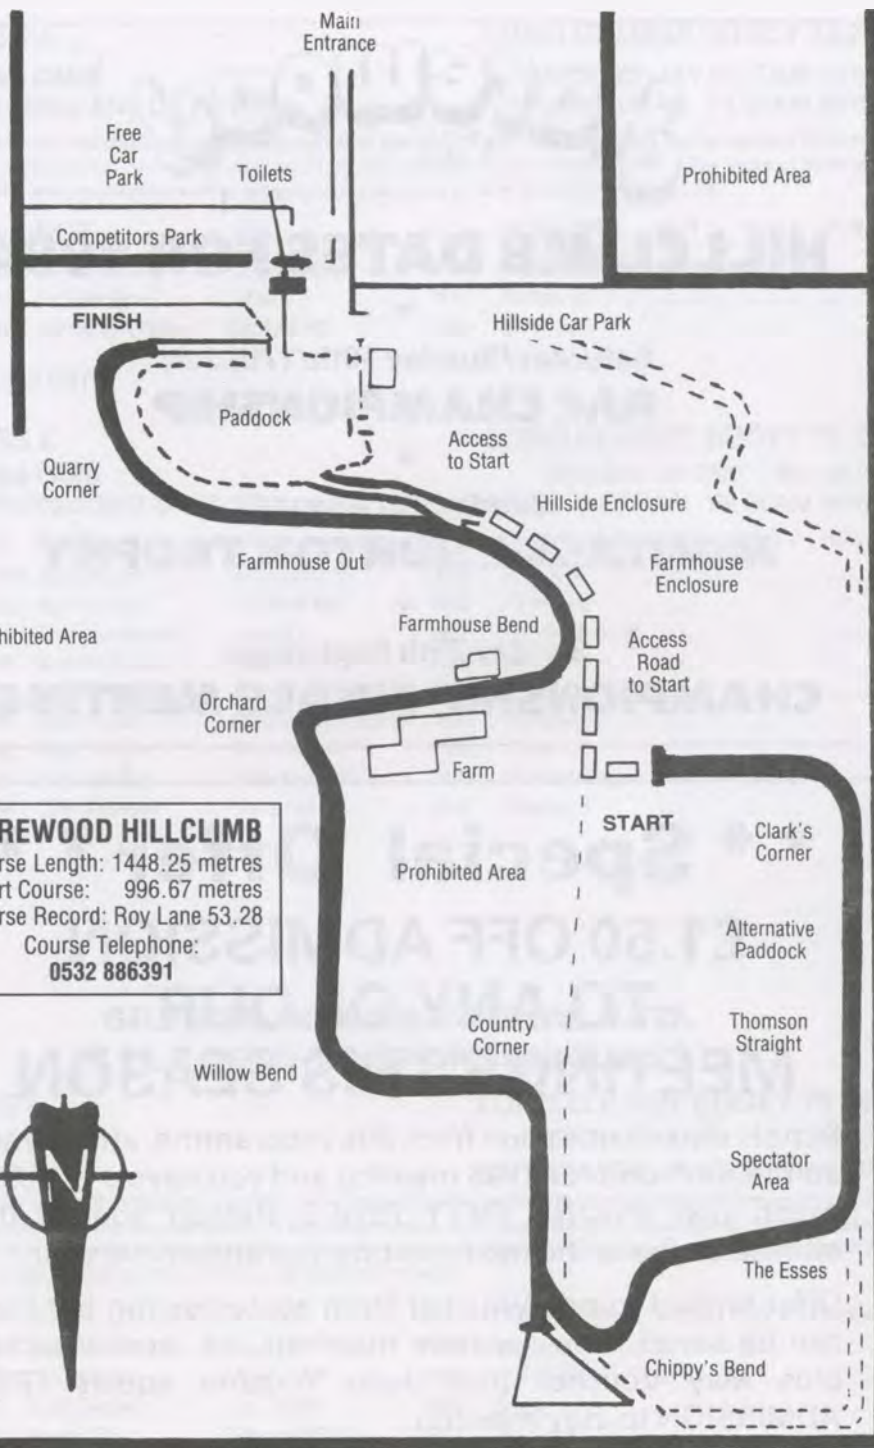 Main
Entrance
Free
Car
Park
Toilets
Prohibited Area
Competitors Park
FINISH
Hillside Car Park
Paddock
Access
to Start
Quarry
Corner
Hillside Enclosure
Farmhouse Out
Farmhouse
Enclosure
hibited Area
Farmhouse Bend
Access
Road
to Start
Orchard
Corner
Farm
START
Clark's
Corner
REWOOD HILLCLIMB
rse Length: 1448.25 metres
rt Course: 996.67 metres
rse Record: Roy Lane 53.28
Course Telephone:
0532 886391
Prohibited Area
Alternative
Paddock
Country
Corner
Thomson
Straight
Willow Bend
N
Spectator
Area
The Esses
Chippy's Bend